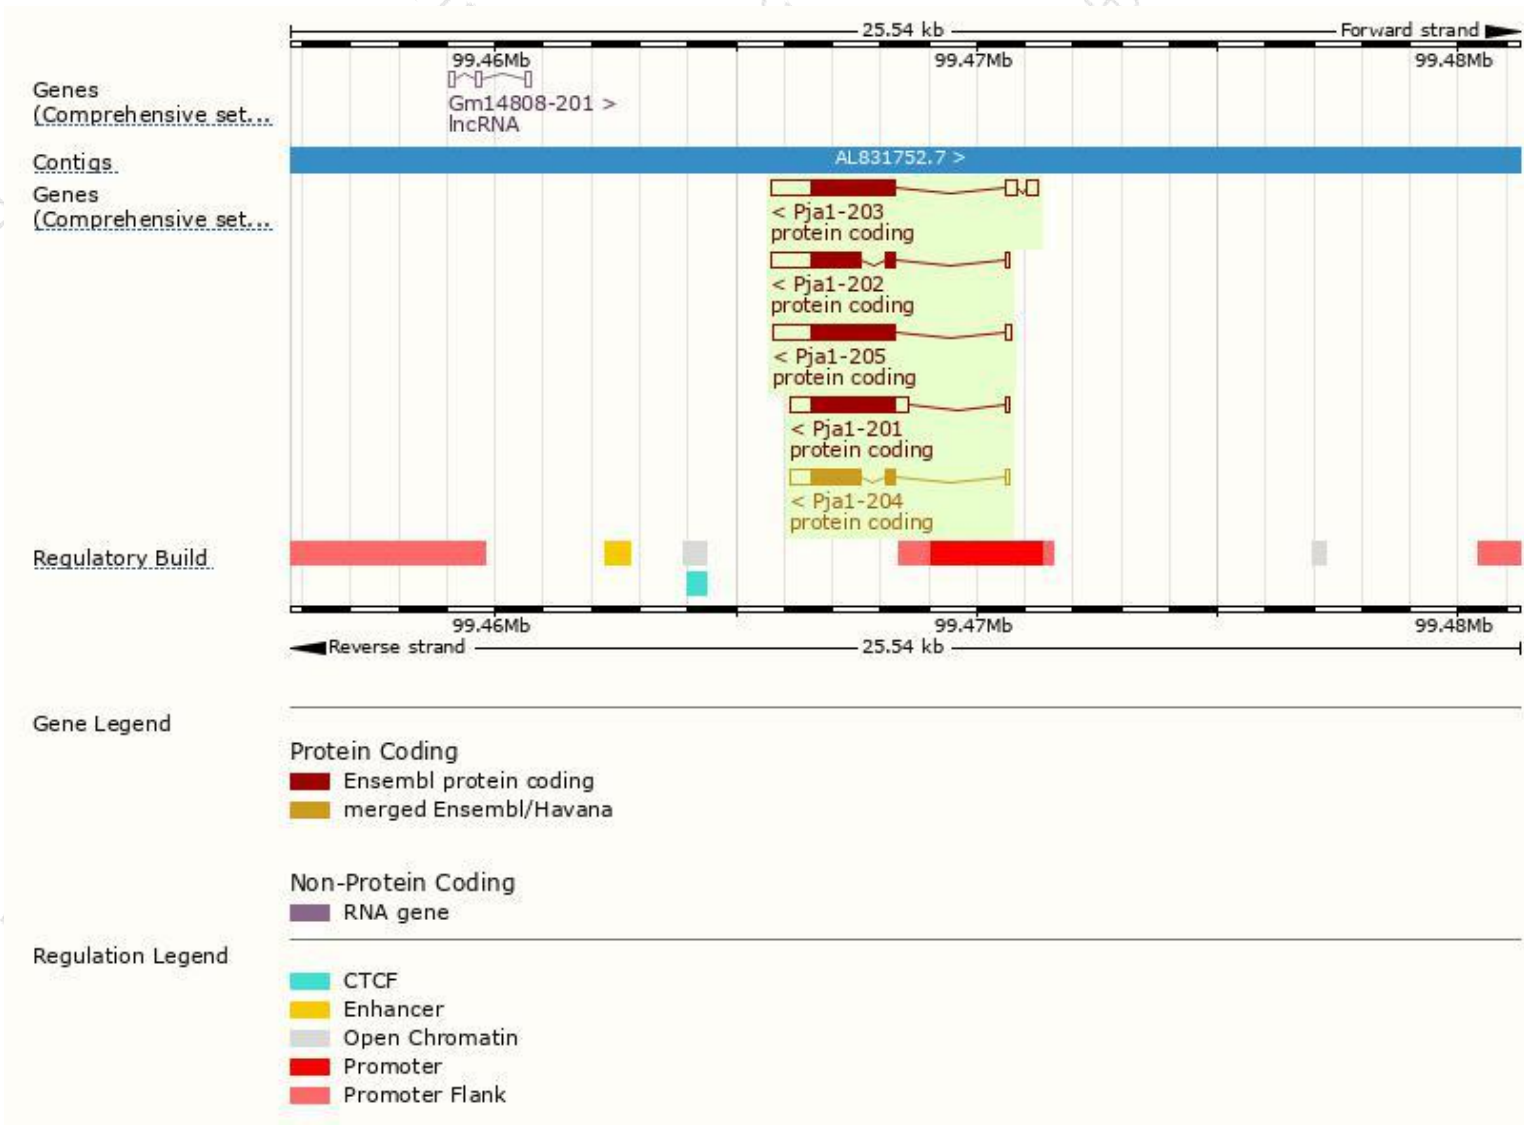 25.54 kb
Forward strand
99.46Mb 99.47Mb 99.48Mb
Genes
(Comprehensive set...
Gm14808-201 >
lncRNA
Contigs
AL831752.7 >
Genes
(Comprehensive set...
< Pja1-203
protein coding
< Pja1-202
protein coding
< Pja1-205
protein coding
< Pja1-201
protein coding
< Pja1-204
protein coding
Regulatory Build
99.46Mb 99.47Mb 99.48Mb
Reverse strand
25.54 kb
Gene Legend
Protein Coding
Ensembl protein coding
merged Ensembl/Havana
Non-Protein Coding
RNA gene
Regulation Legend
CTCF
Enhancer
Open Chromatin
Promoter
Promoter Flank